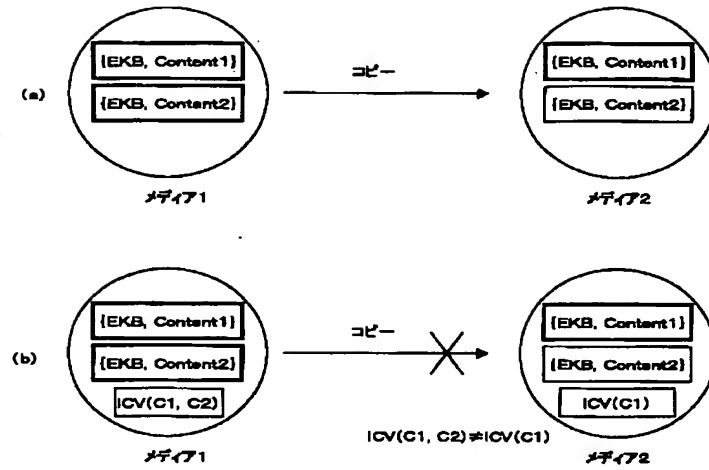 (a)
{EKB, Content1}
{EKB, Content2}
メディア1
コピー
{EKB, Content1}
{EKB, Content2}
メディア2
(b)
{EKB, Content1}
{EKB, Content2}
ICV(C1, C2)
メディア1
コピー
ICV(C1, C2)≠ICV(C1)
{EKB, Content1}
{EKB, Content2}
ICV(C1)
メディア2